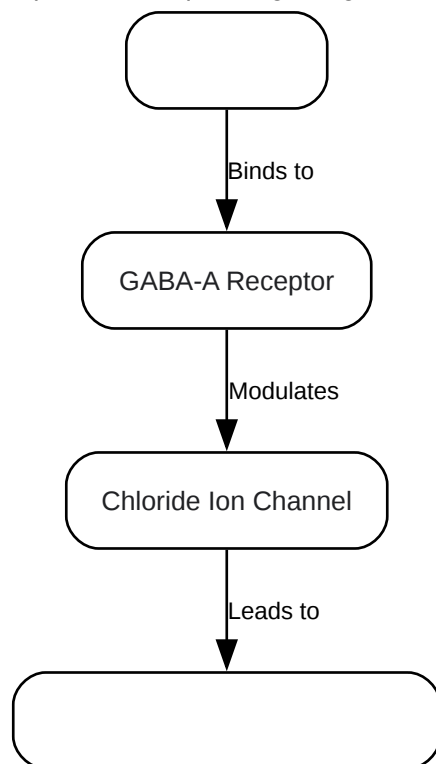 Binds to
GABA-A Receptor
Modulates
Chloride Ion Channel
Leads to